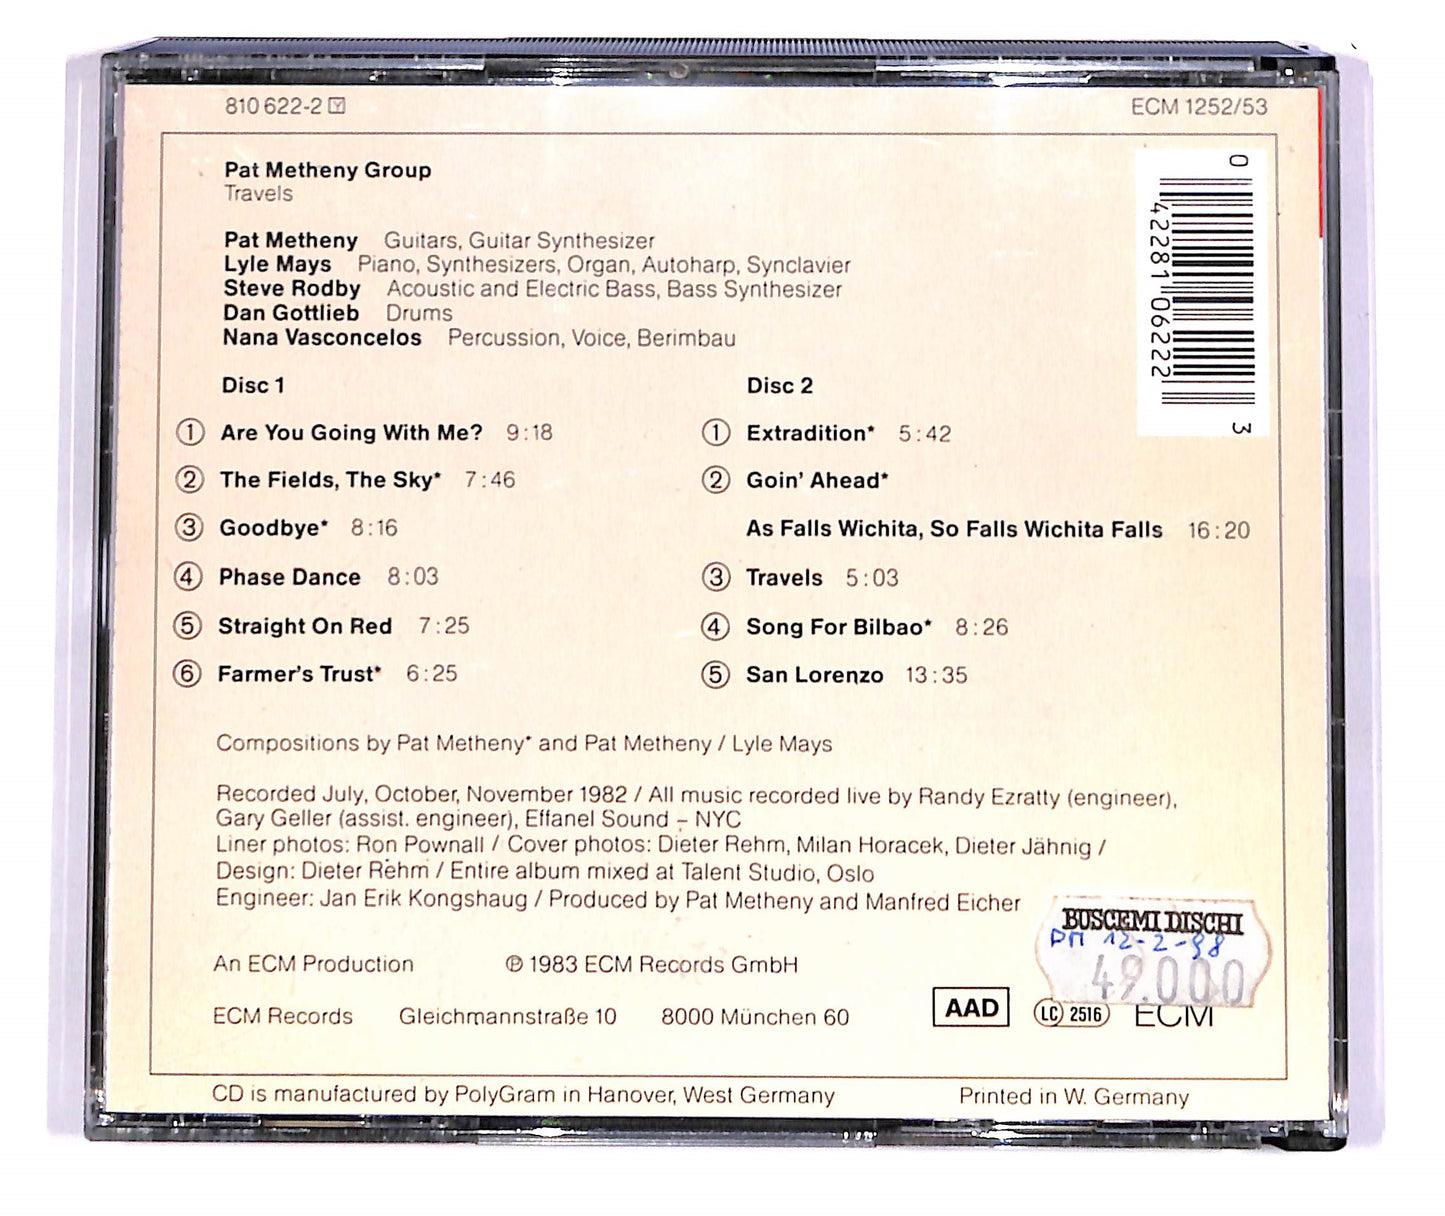 810 622-2 Y ECM 1252/53
Pat Metheny Group
Travels
Pat Metheny Guitars, Guitar Synthesizer
Lyle Mays Piano, Synthesizers, Organ, Autoharp, Synclavier
Steve Rodby Acoustic and Electric Bass, Bass Synthesizer
Dan Gottlieb Drums
Nana Vasconcelos Percussion, Voice, Berimbau
0 42281 06222 3
Disc 1
① Are You Going With Me? 9:18
② The Fields, The Sky* 7:46
③ Goodbye* 8:16
④ Phase Dance 8:03
⑤ Straight On Red 7:25
⑥ Farmer's Trust* 6:25
Disc 2
① Extradition* 5:42
② Goin' Ahead*
As Falls Wichita, So Falls Wichita Falls 16:20
③ Travels 5:03
④ Song For Bilbao* 8:26
⑤ San Lorenzo 13:35
Compositions by Pat Metheny* and Pat Metheny / Lyle Mays
Recorded July, October, November 1982 / All music recorded live by Randy Ezratty (engineer),
Gary Geller (assist. engineer), Effanel Sound – NYC
Liner photos: Ron Pownall / Cover photos: Dieter Rehm, Milan Horacek, Dieter Jähnig /
Design: Dieter Rehm / Entire album mixed at Talent Studio, Oslo
Engineer: Jan Erik Kongshaug / Produced by Pat Metheny and Manfred Eicher
BUSCEMI DISCHI
12-2-98
49.000
An ECM Production ℗ 1983 ECM Records GmbH
ECM Records Gleichmannstraße 10 8000 München 60
AAD LC 2516 ECM
CD is manufactured by PolyGram in Hanover, West Germany Printed in W. Germany